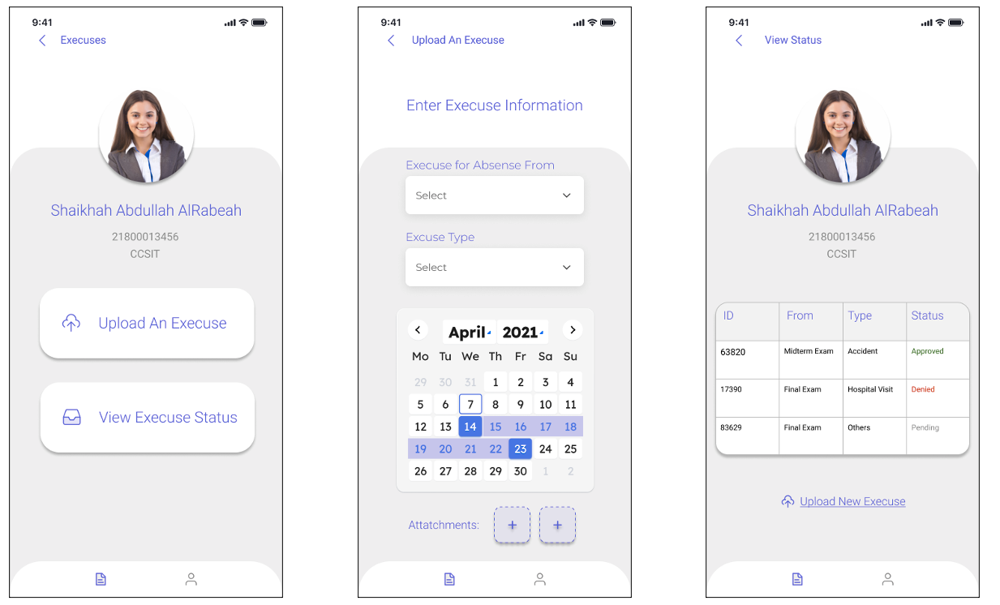 9:41
Execuses
Shaikhah Abdullah AlRabeah
21800013456
CCSIT
Upload An Execuse
View Execuse Status
9:41
Upload An Execuse
Enter Execuse Information
Execuse for Absense From
Select
Excuse Type
Select
April 2021
Mo Tu We Th Fr Sa Su
29 30 31 1 2 3 4
5 6 7 8 9 10 11
12 13 14 15 16 17 18
19 20 21 22 23 24 25
26 27 28 29 30 1 2
Attatchments: + +
9:41
View Status
Shaikhah Abdullah AlRabeah
21800013456
CCSIT
ID From Type Status
63820 Midterm Exam Accident Approved
17390 Final Exam Hospital Visit Denied
83629 Final Exam Others Pending
Upload New Execuse